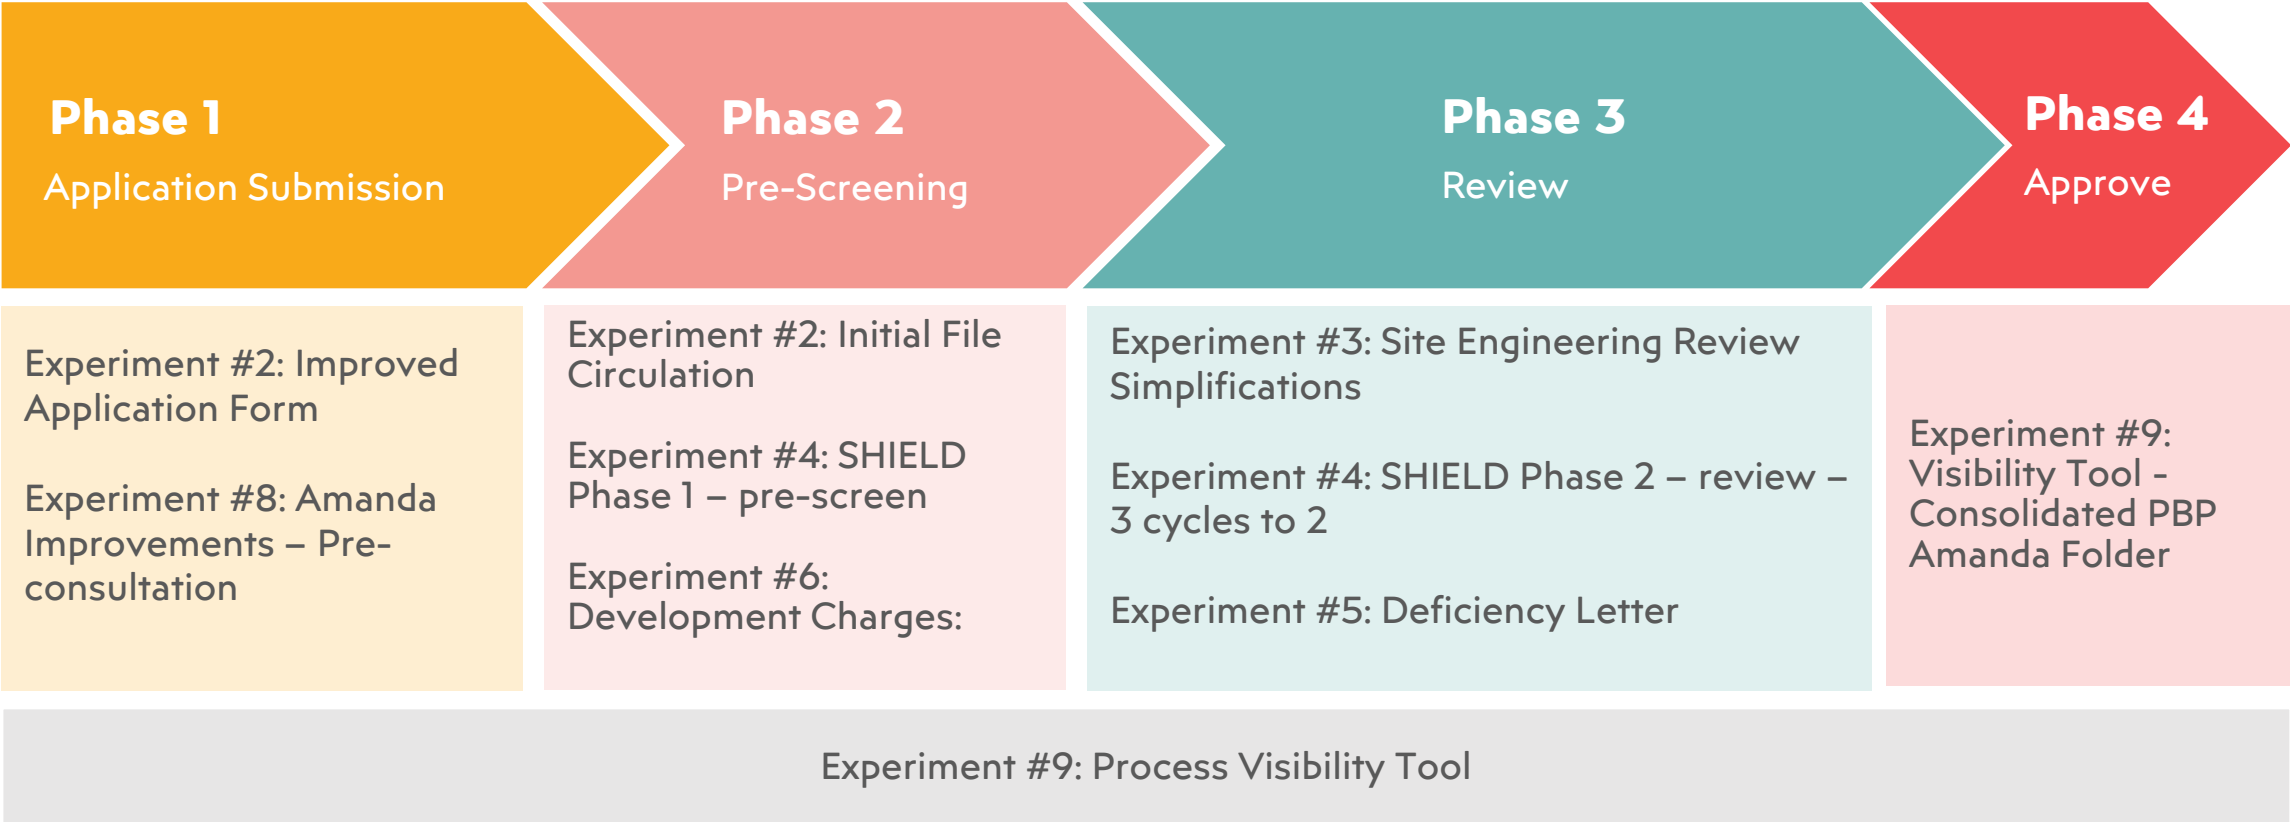 Phase 1
Application Submission
Phase 2
Pre-Screening
Phase 3
Review
Phase 4
Approve
Experiment #2: Improved
Application Form
Experiment #8: Amanda
Improvements – Pre-
consultation
Experiment #2: Initial File
Circulation
Experiment #4: SHIELD
Phase 1 – pre-screen
Experiment #6:
Development Charges:
Experiment #3: Site Engineering Review
Simplifications
Experiment #4: SHIELD Phase 2 – review –
3 cycles to 2
Experiment #5: Deficiency Letter
Experiment #9:
Visibility Tool -
Consolidated PBP
Amanda Folder
Experiment #9: Process Visibility Tool